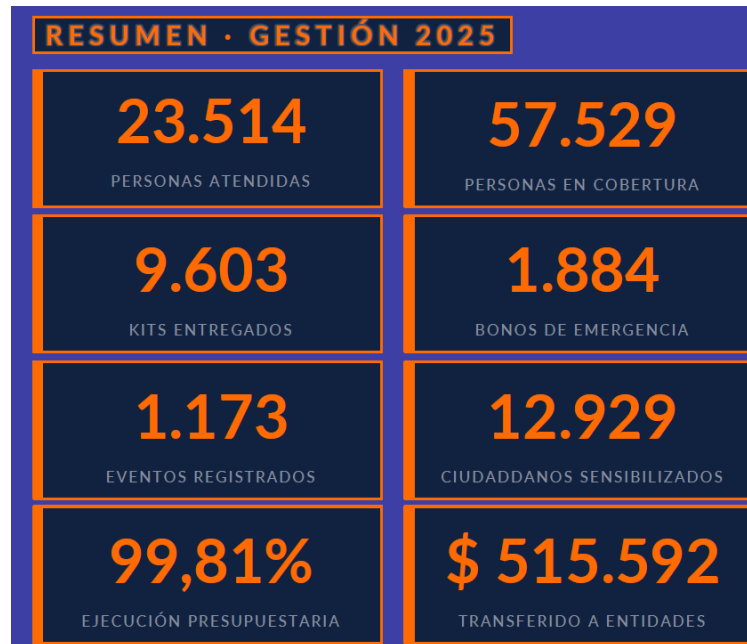 RESUMEN · GESTIÓN 2025
23.514
PERSONAS ATENDIDAS
57.529
PERSONAS EN COBERTURA
9.603
KITS ENTREGADOS
1.884
BONOS DE EMERGENCIA
1.173
EVENTOS REGISTRADOS
12.929
CIUDADDANOS SENSIBILIZADOS
99,81%
EJECUCIÓN PRESUPUESTARIA
$ 515.592
TRANSFERIDO A ENTIDADES